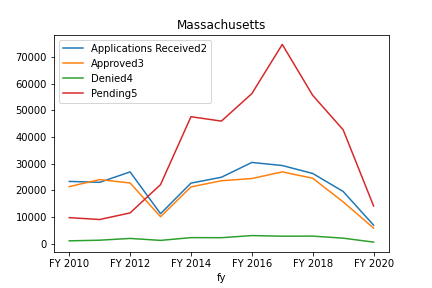 Massachusetts
Applications Received2
Approved3
Denied4
Pending5
70000
60000
50000
40000
30000
20000
10000
0
FY 2010 FY 2012 FY 2014 FY 2016 FY 2018 FY 2020
fy